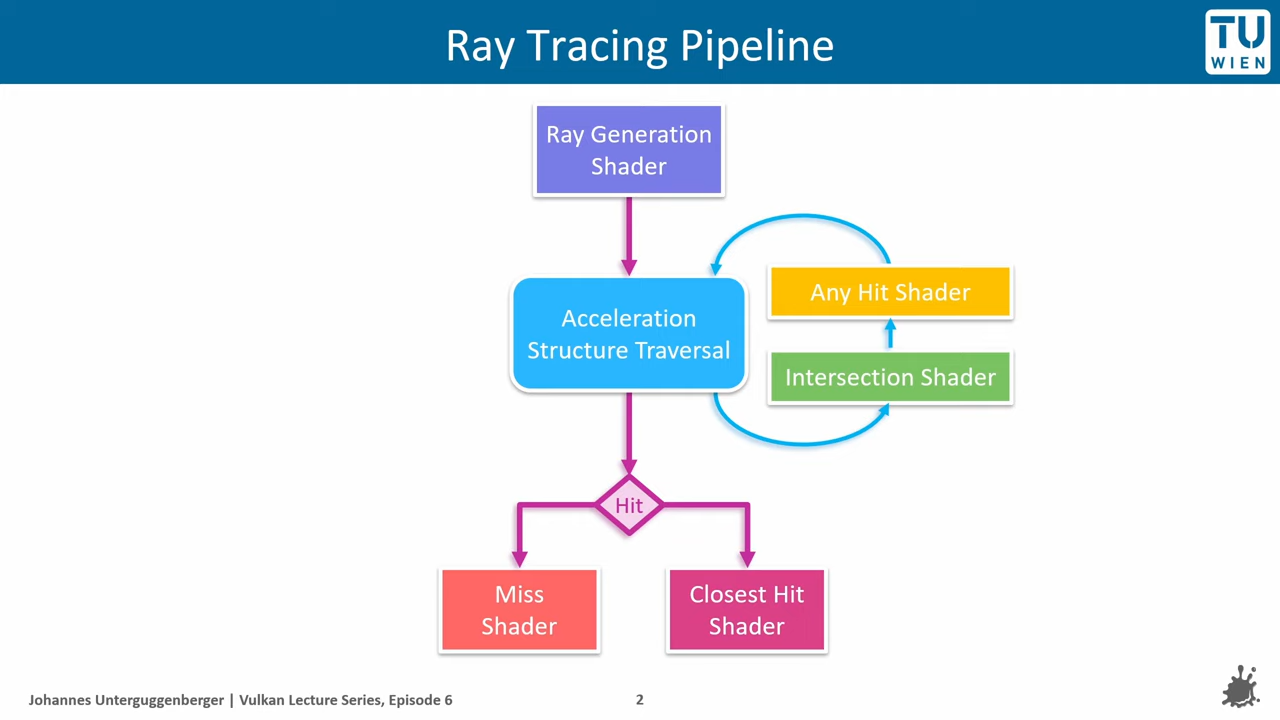 Ray Tracing Pipeline
TU
WIEN
Ray Generation
Shader
Acceleration
Structure Traversal
Any Hit Shader
Intersection Shader
Hit
Miss
Shader
Closest Hit
Shader
Johannes Unterguggenberger | Vulkan Lecture Series, Episode 6
2